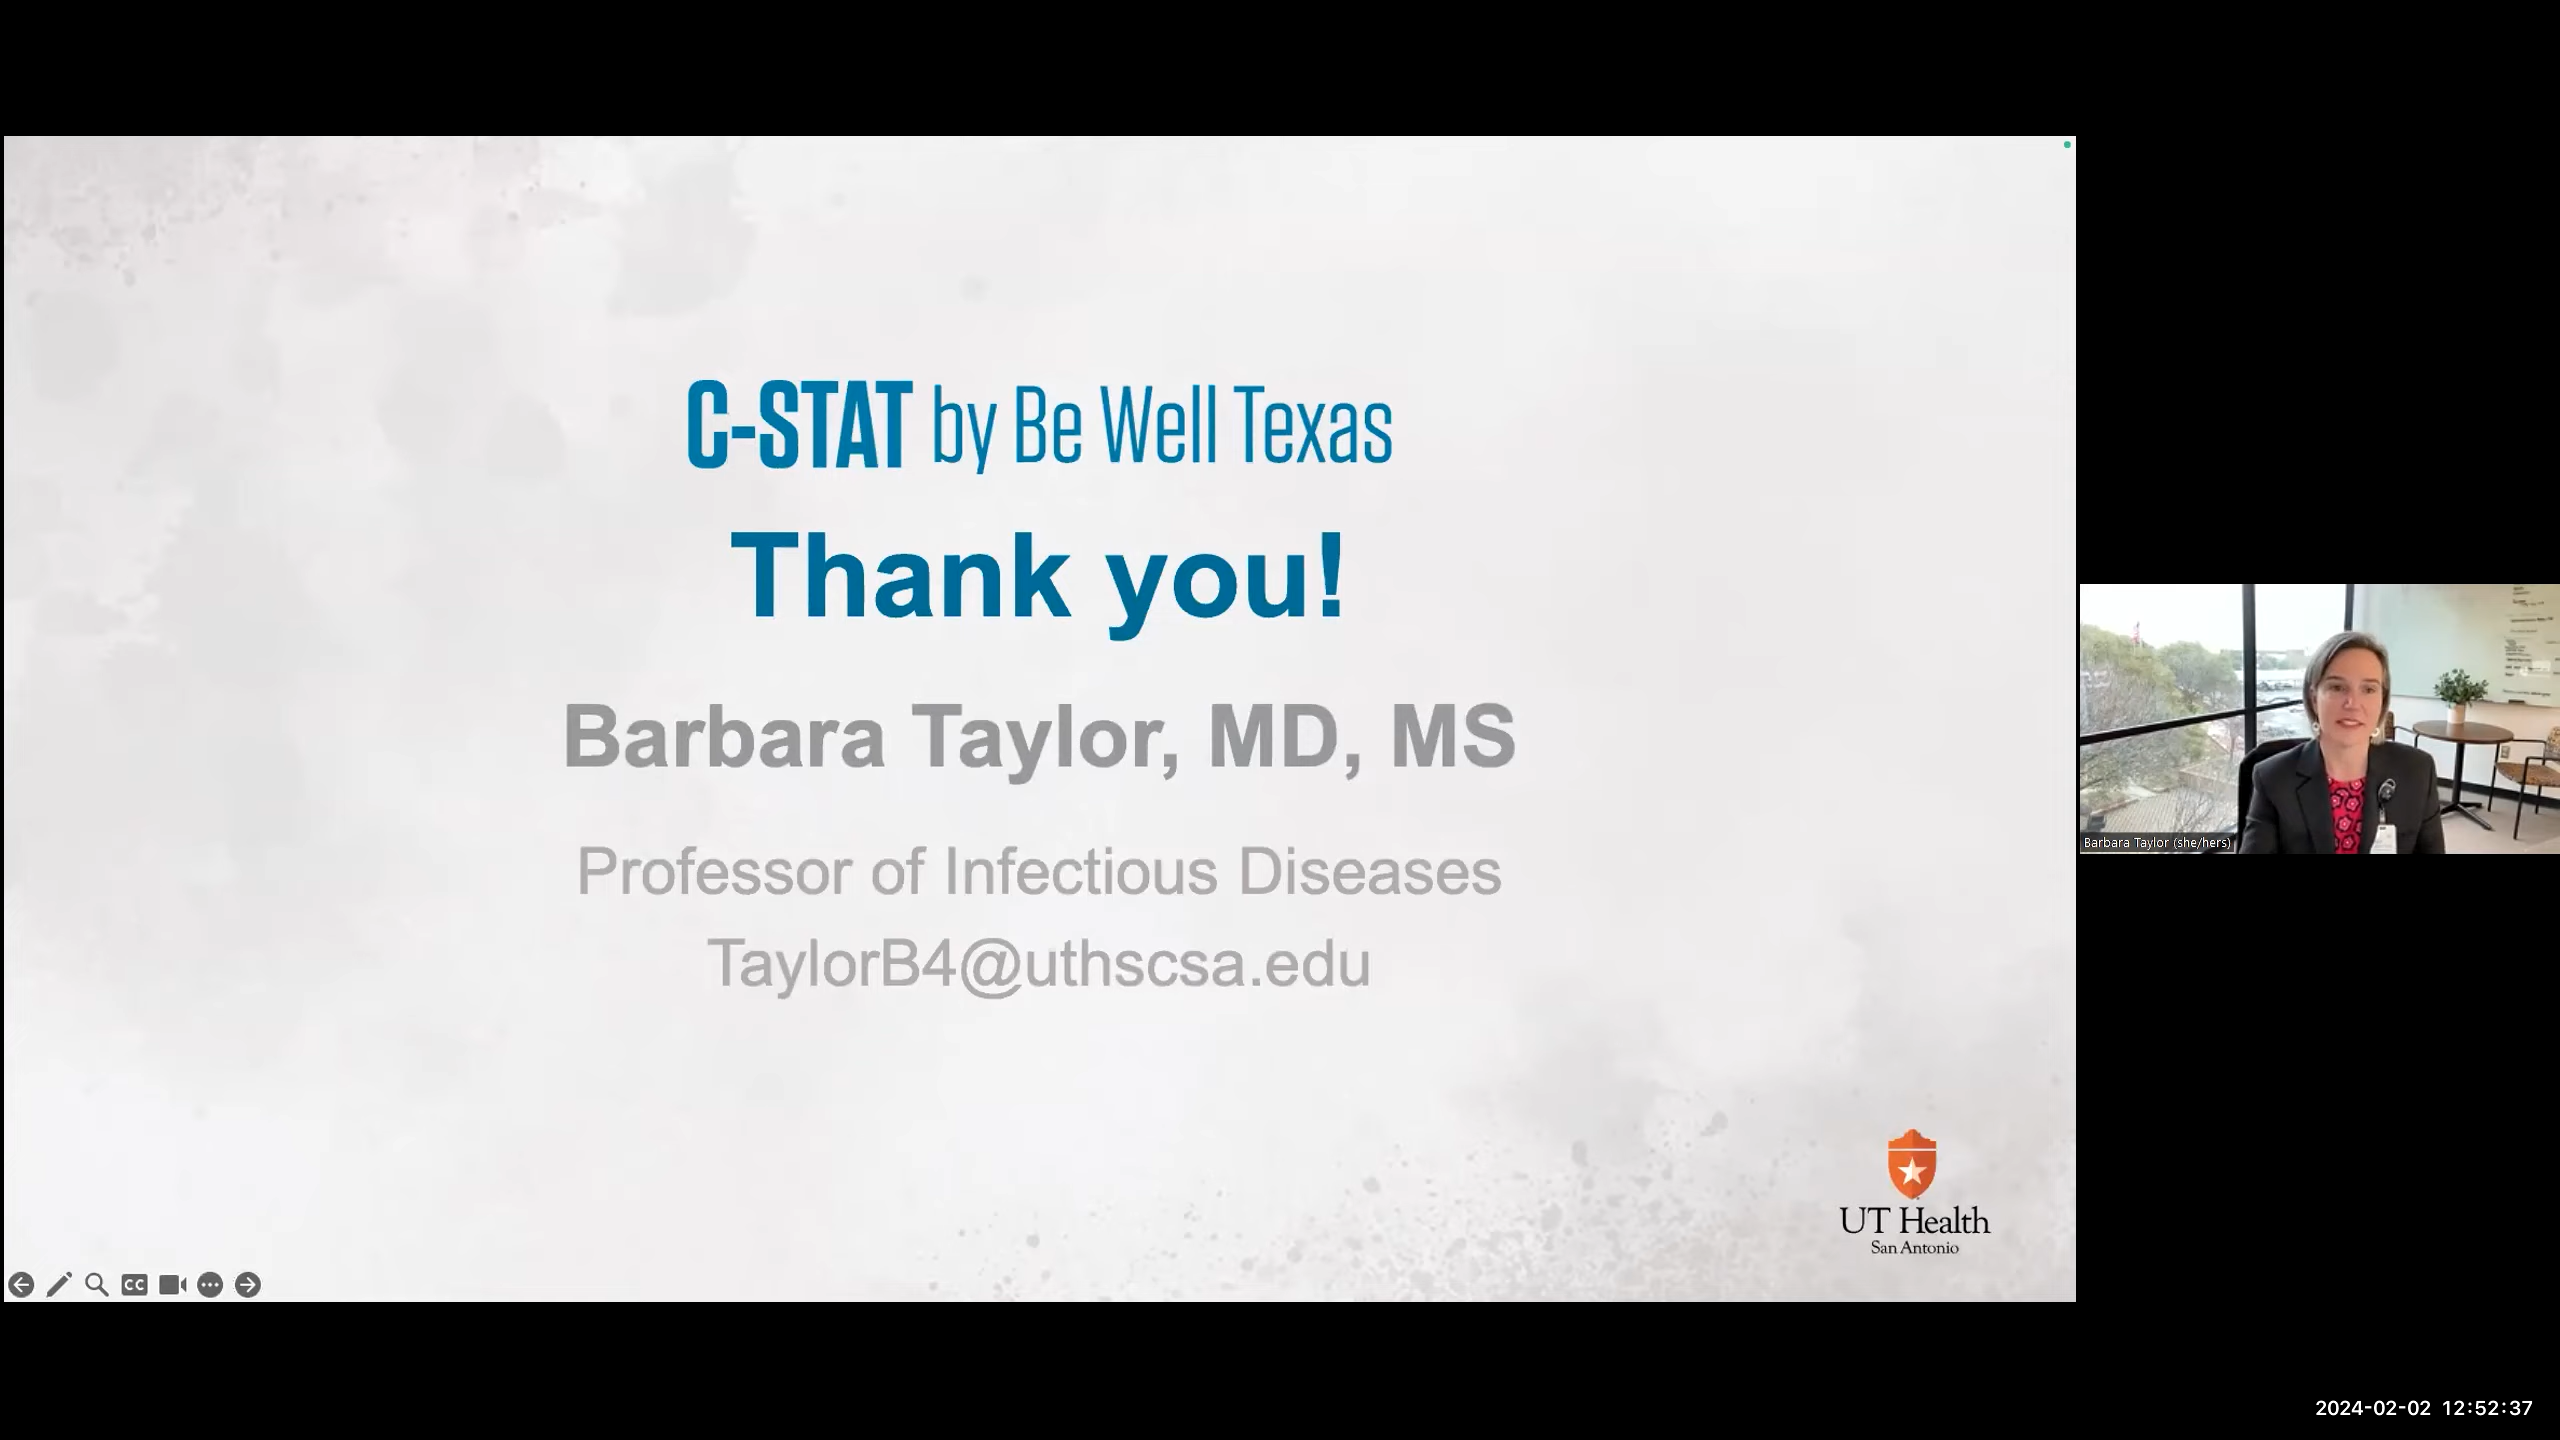 C-STAT by Be Well Texas
Thank you!
Barbara Taylor, MD, MS
Professor of Infectious Diseases
TaylorB4@uthscsa.edu
UT Health
San Antonio
CC
Barbara Taylor (she/hers)
2024-02-02 12:52:37